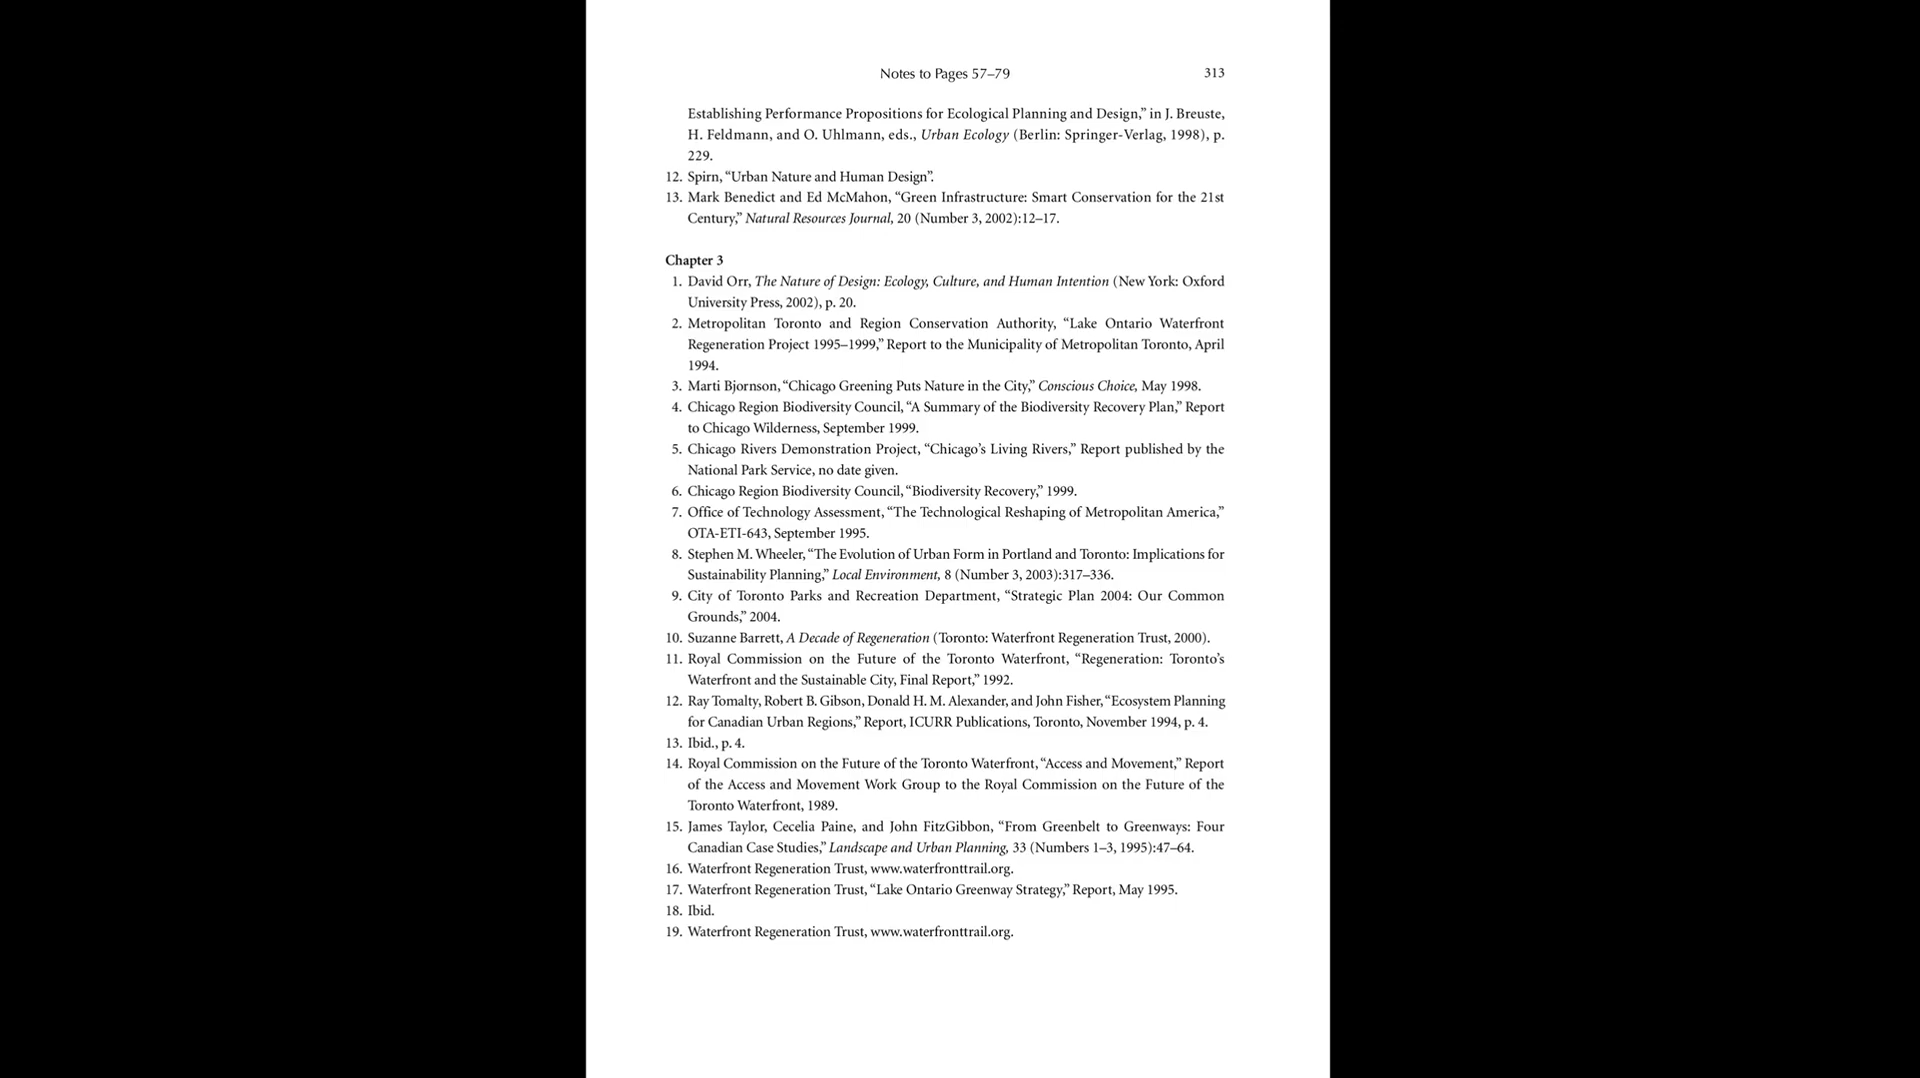 Notes to Pages 57–79 313
Establishing Performance Propositions for Ecological Planning and Design,” in J. Breuste,
H. Feldmann, and O. Uhlmann, eds., Urban Ecology (Berlin: Springer-Verlag, 1998), p.
229.
12. Spirn, “Urban Nature and Human Design”.
13. Mark Benedict and Ed McMahon, “Green Infrastructure: Smart Conservation for the 21st
Century,” Natural Resources Journal, 20 (Number 3, 2002):12–17.
Chapter 3
1. David Orr, The Nature of Design: Ecology, Culture, and Human Intention (New York: Oxford
University Press, 2002), p. 20.
2. Metropolitan Toronto and Region Conservation Authority, “Lake Ontario Waterfront
Regeneration Project 1995–1999,” Report to the Municipality of Metropolitan Toronto, April
1994.
3. Marti Bjornson, “Chicago Greening Puts Nature in the City,” Conscious Choice, May 1998.
4. Chicago Region Biodiversity Council, “A Summary of the Biodiversity Recovery Plan,” Report
to Chicago Wilderness, September 1999.
5. Chicago Rivers Demonstration Project, “Chicago’s Living Rivers,” Report published by the
National Park Service, no date given.
6. Chicago Region Biodiversity Council, “Biodiversity Recovery,” 1999.
7. Office of Technology Assessment, “The Technological Reshaping of Metropolitan America,”
OTA-ETI-643, September 1995.
8. Stephen M. Wheeler, “The Evolution of Urban Form in Portland and Toronto: Implications for
Sustainability Planning,” Local Environment, 8 (Number 3, 2003):317–336.
9. City of Toronto Parks and Recreation Department, “Strategic Plan 2004: Our Common
Grounds,” 2004.
10. Suzanne Barrett, A Decade of Regeneration (Toronto: Waterfront Regeneration Trust, 2000).
11. Royal Commission on the Future of the Toronto Waterfront, “Regeneration: Toronto’s
Waterfront and the Sustainable City, Final Report,” 1992.
12. Ray Tomalty, Robert B. Gibson, Donald H. M. Alexander, and John Fisher, “Ecosystem Planning
for Canadian Urban Regions,” Report, ICURR Publications, Toronto, November 1994, p. 4.
13. Ibid., p. 4.
14. Royal Commission on the Future of the Toronto Waterfront, “Access and Movement,” Report
of the Access and Movement Work Group to the Royal Commission on the Future of the
Toronto Waterfront, 1989.
15. James Taylor, Cecelia Paine, and John FitzGibbon, “From Greenbelt to Greenways: Four
Canadian Case Studies,” Landscape and Urban Planning, 33 (Numbers 1–3, 1995):47–64.
16. Waterfront Regeneration Trust, www.waterfronttrail.org.
17. Waterfront Regeneration Trust, “Lake Ontario Greenway Strategy,” Report, May 1995.
18. Ibid.
19. Waterfront Regeneration Trust, www.waterfronttrail.org.